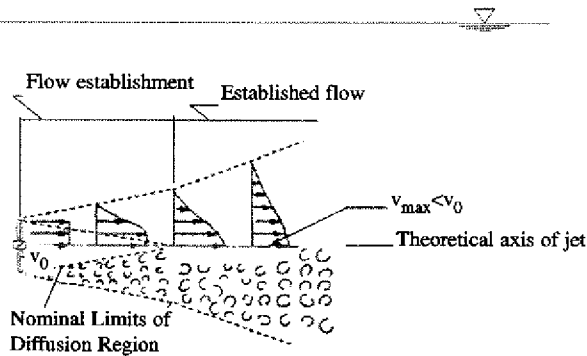 Flow establishment
Established flow
v_max<v_0
Theoretical axis of jet
v_0
Nominal Limits of
Diffusion Region